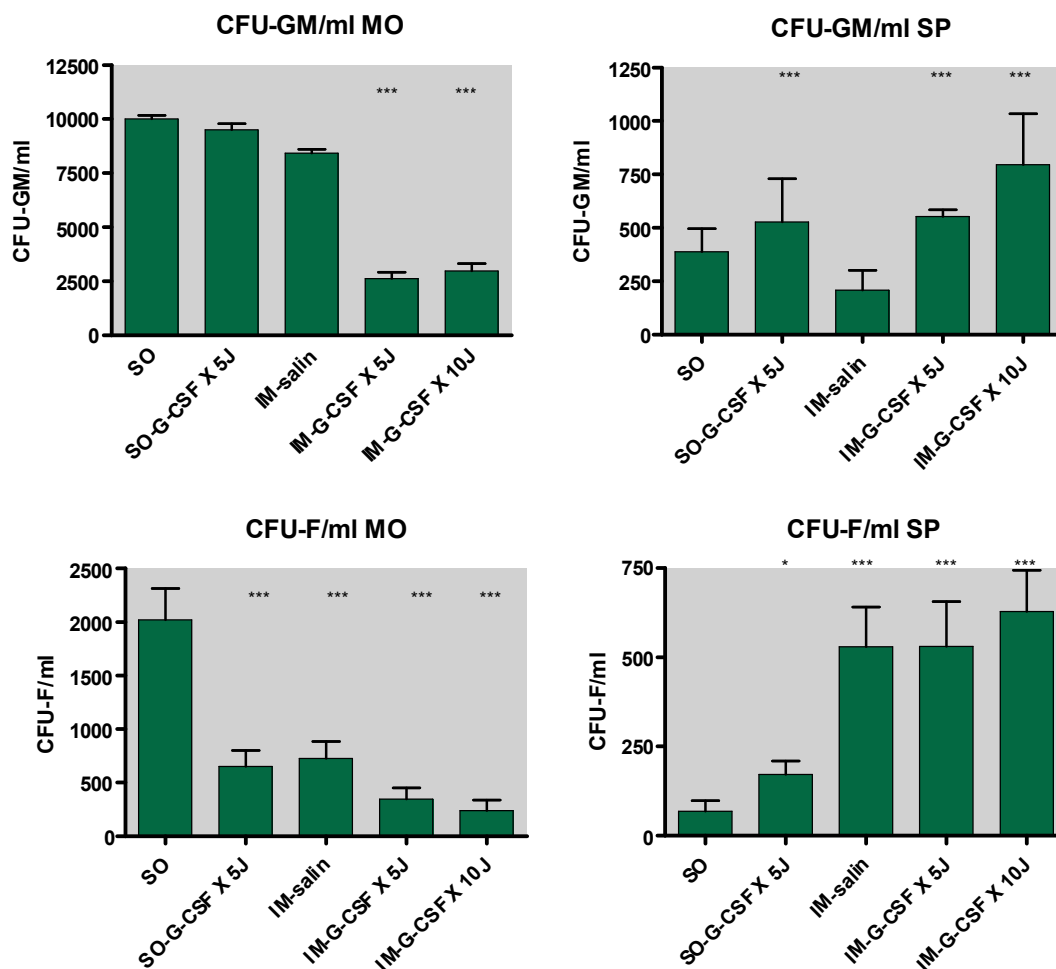 CFU-GM/ml MO
CFU-GM/ml
12500
10000
7500
5000
2500
0
*** ***
SO
SO-G-CSF X 5J
IM-salin
IM-G-CSF X 5J
IM-G-CSF X 10J
CFU-GM/ml SP
CFU-GM/ml
1250
1000
750
500
250
0
*** *** ***
SO
SO-G-CSF X 5J
IM-salin
IM-G-CSF X 5J
IM-G-CSF X 10J
CFU-F/ml MO
CFU-F/ml
2500
2000
1500
1000
500
0
*** *** *** ***
SO
SO-G-CSF X 5J
IM-salin
IM-G-CSF X 5J
IM-G-CSF X 10J
CFU-F/ml SP
CFU-F/ml
750
500
250
0
* *** *** ***
SO
SO-G-CSF X 5J
IM-salin
IM-G-CSF X 5J
IM-G-CSF X 10J